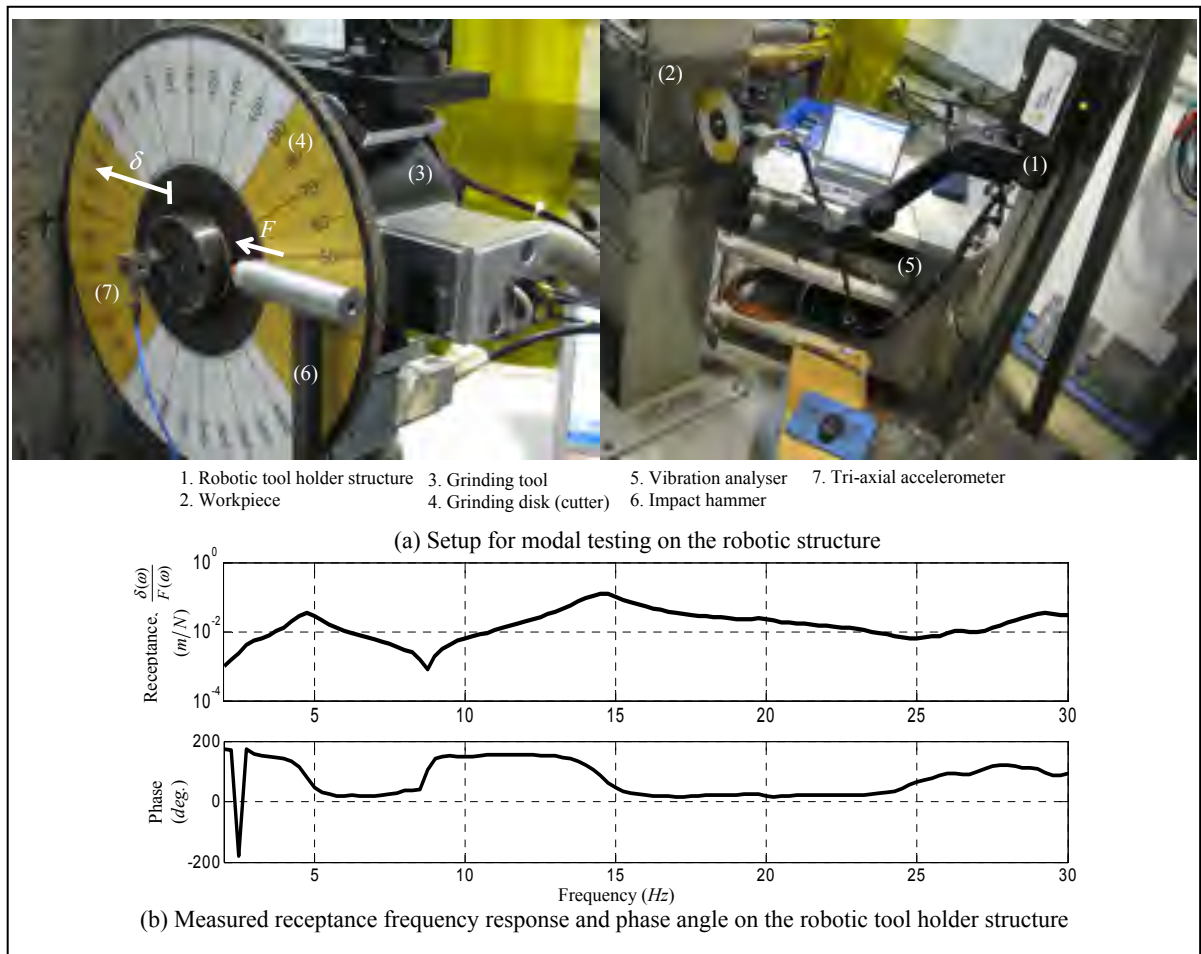 (2)
(4)
δ
(3)
(1)
F
(5)
(7)
(6)
1. Robotic tool holder structure
2. Workpiece
3. Grinding tool
4. Grinding disk (cutter)
5. Vibration analyser
6. Impact hammer
7. Tri-axial accelerometer
(a) Setup for modal testing on the robotic structure
Receptance, δ(ω)/F(ω)
(m/N)
10^0
10^-2
10^-4
5 10 15 20 25 30
Phase
(deg.)
200
0
-200
5 10 15 20 25 30
Frequency (Hz)
(b) Measured receptance frequency response and phase angle on the robotic tool holder structure